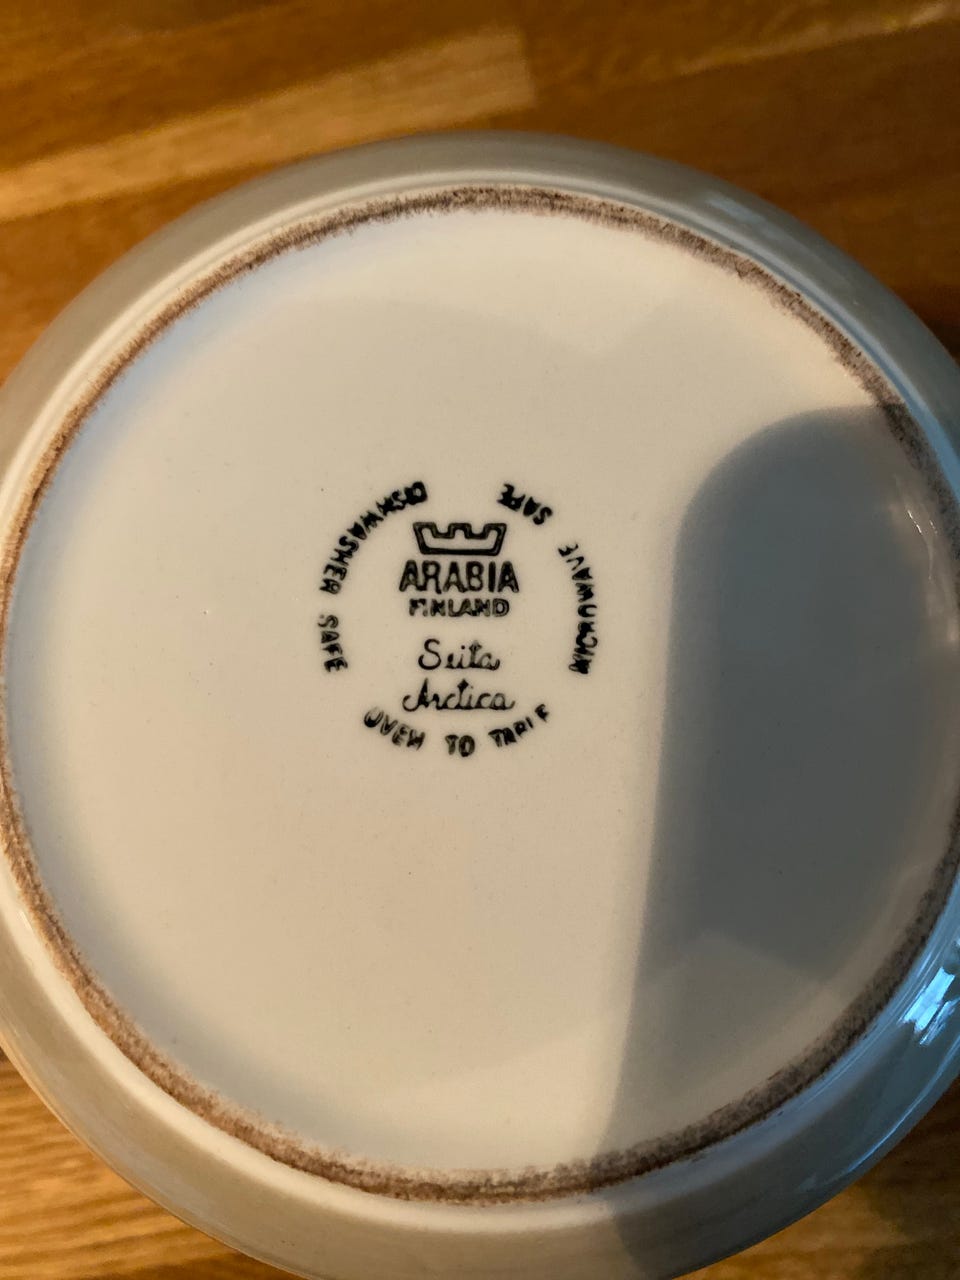 ARABIA
FINLAND
Seita
Arctica
DISHWASHER SAFE
OVEN TO TABLE
MICROWAVE SAFE